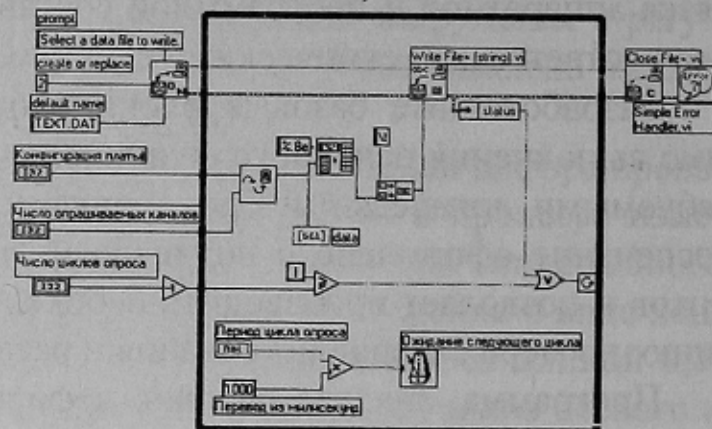 prompt
Select a data file to write.
create or replace
2
default name
TEXT.DAT
Конфигурация платы
Число опрашиваемых каналов
Число циклов опроса
Write File+ (string).vi
status
Close File+.vi
Simple Error
Handler.vi
data
Период цикла опроса
1000
Перевод из милисекунд
Ожидание следующего цикла